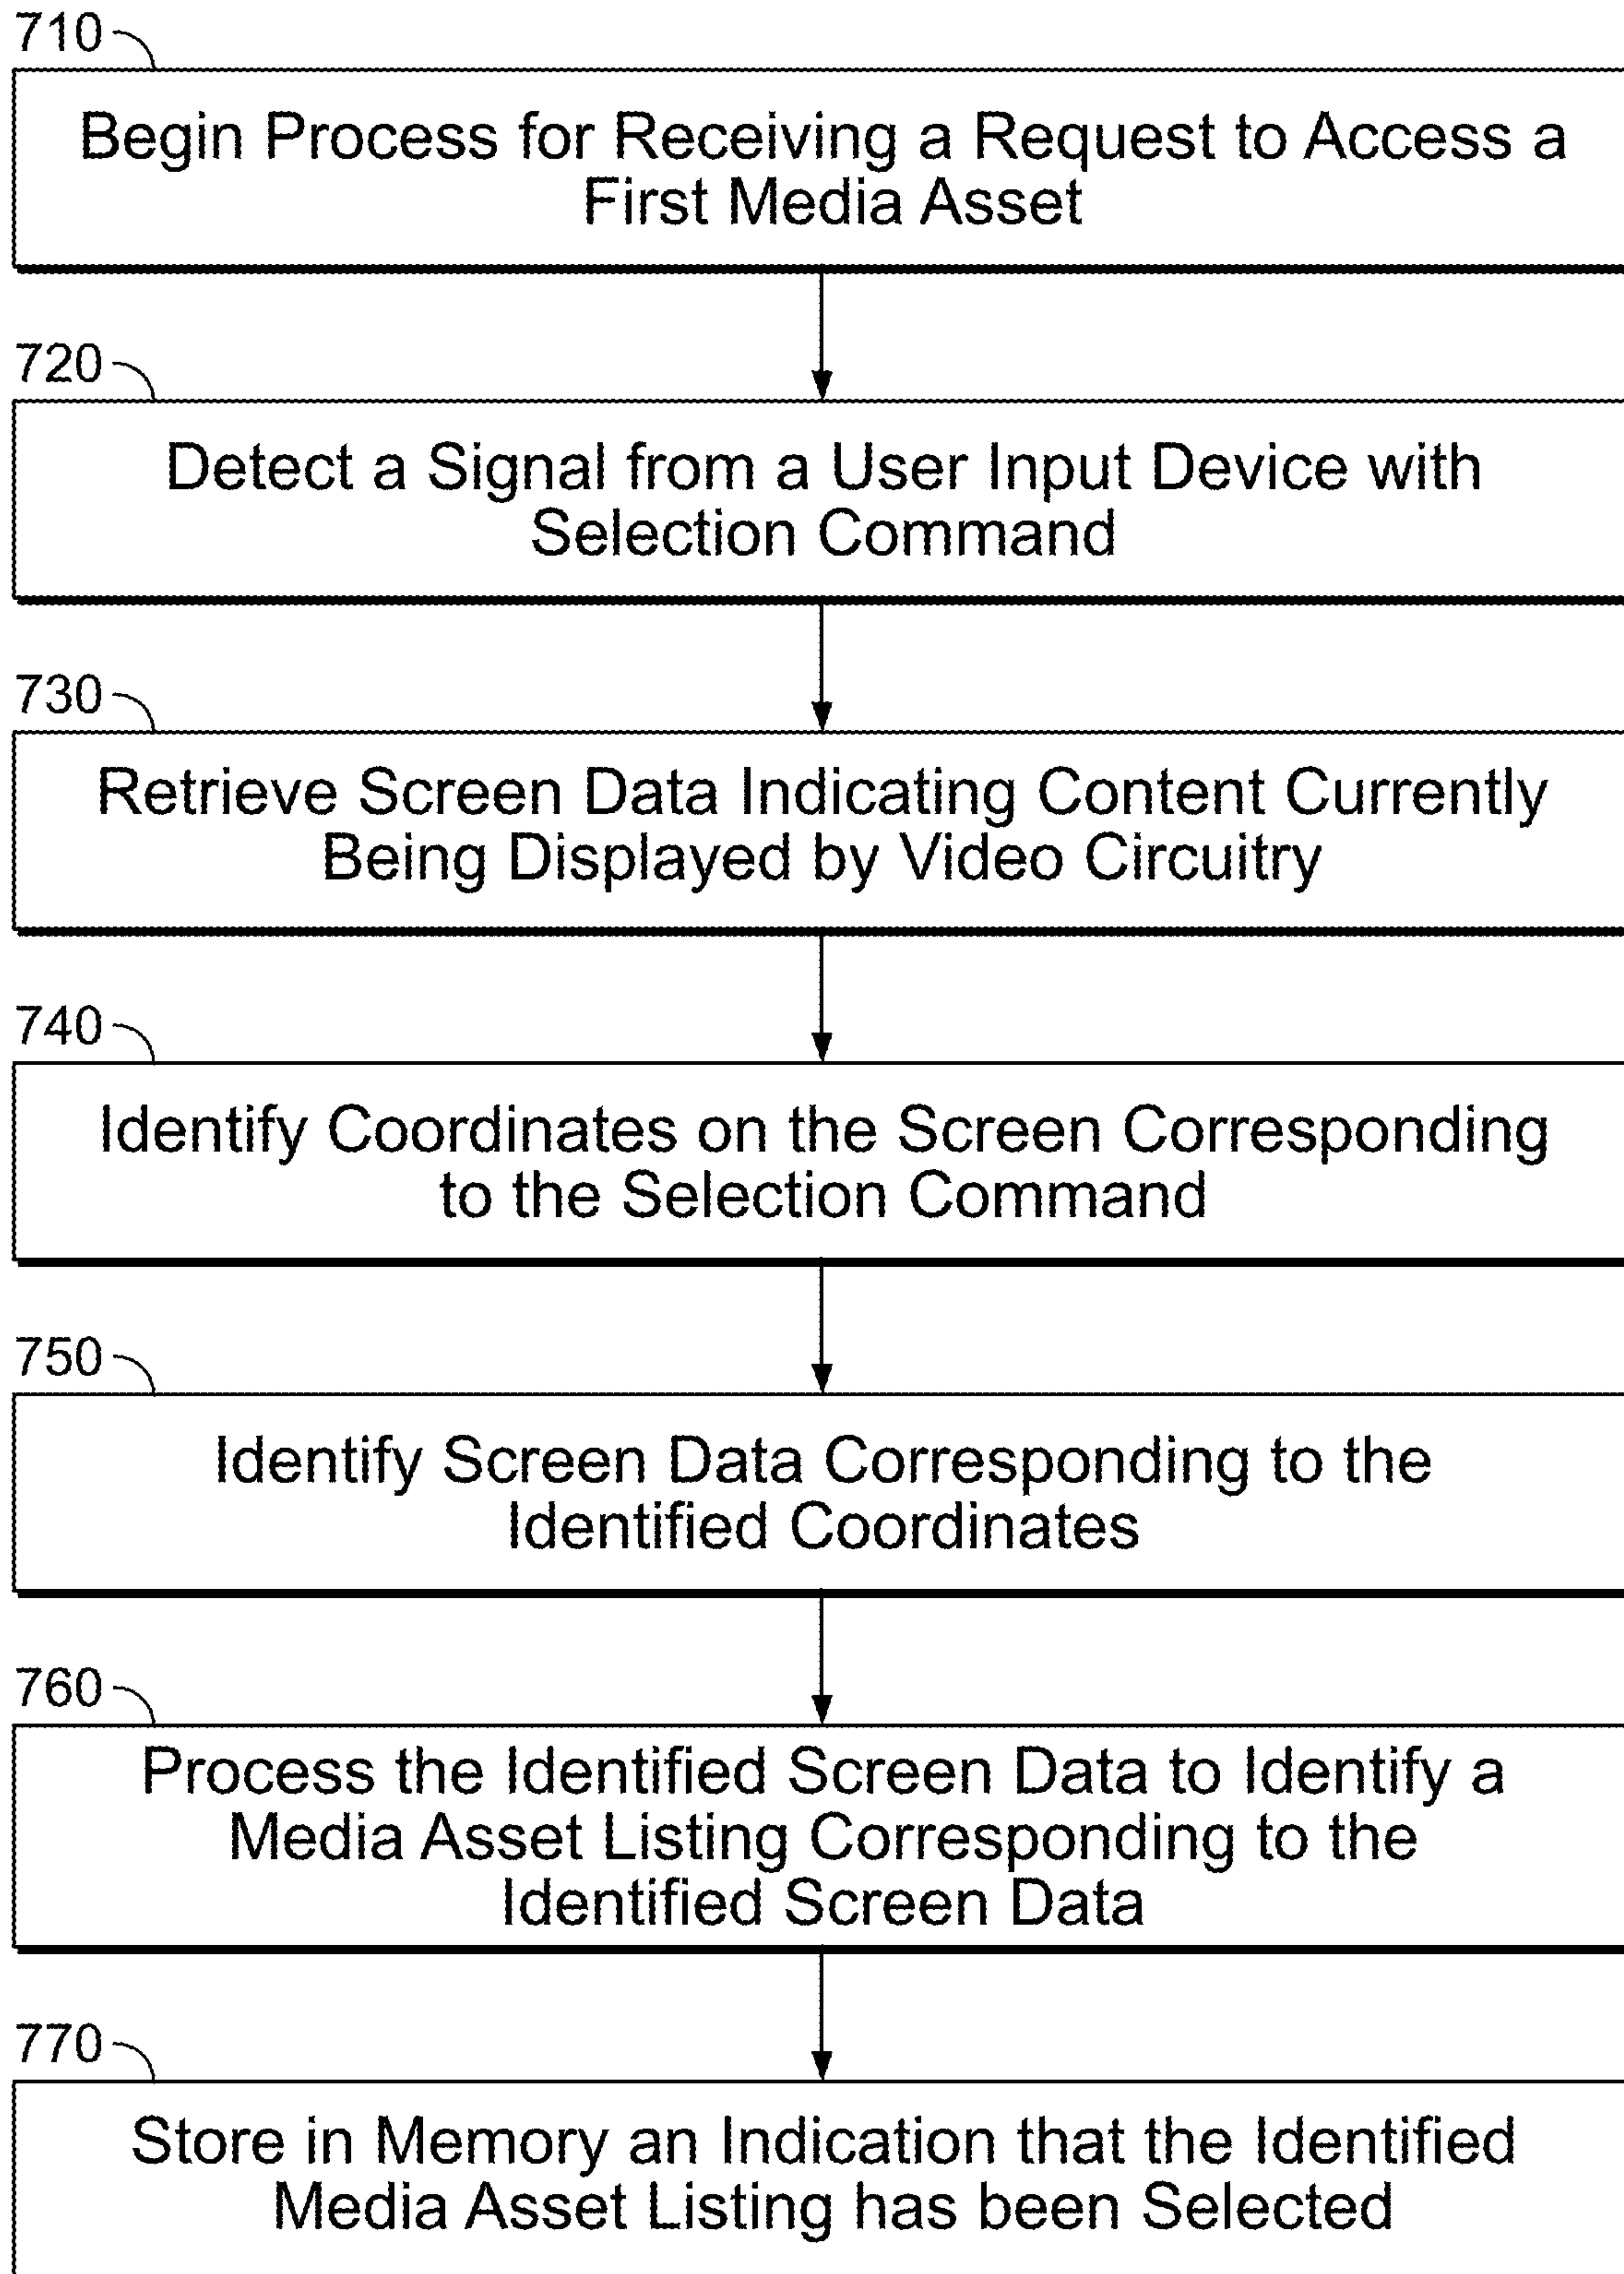 710
Begin Process for Receiving a Request to Access a
First Media Asset
720
Detect a Signal from a User Input Device with
Selection Command
730
Retrieve Screen Data Indicating Content Currently
Being Displayed by Video Circuitry
740
Identify Coordinates on the Screen Corresponding
to the Selection Command
750
Identify Screen Data Corresponding to the
Identified Coordinates
760
Process the Identified Screen Data to Identify a
Media Asset Listing Corresponding to the
Identified Screen Data
770
Store in Memory an Indication that the Identified
Media Asset Listing has been Selected